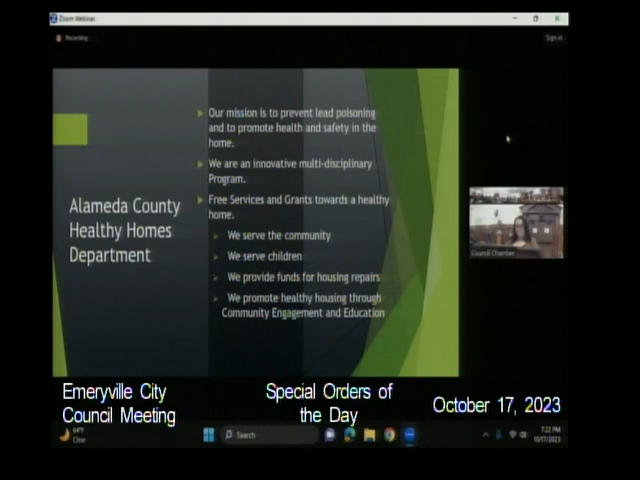 Zoom Webinar
Recording
Sign in
Our mission is to prevent lead poisoning
and to promote health and safety in the
home.
We are an innovative multi-disciplinary
Program.
Free Services and Grants towards a healthy
home.
We serve the community
We serve children
We provide funds for housing repairs
We promote healthy housing through
Community Engagement and Education
Alameda County
Healthy Homes
Department
Council Chamber
Emeryville City
Council Meeting
Special Orders of
the Day
October 17, 2023
64°F
Clear
Search
7:22 PM
10/17/2023